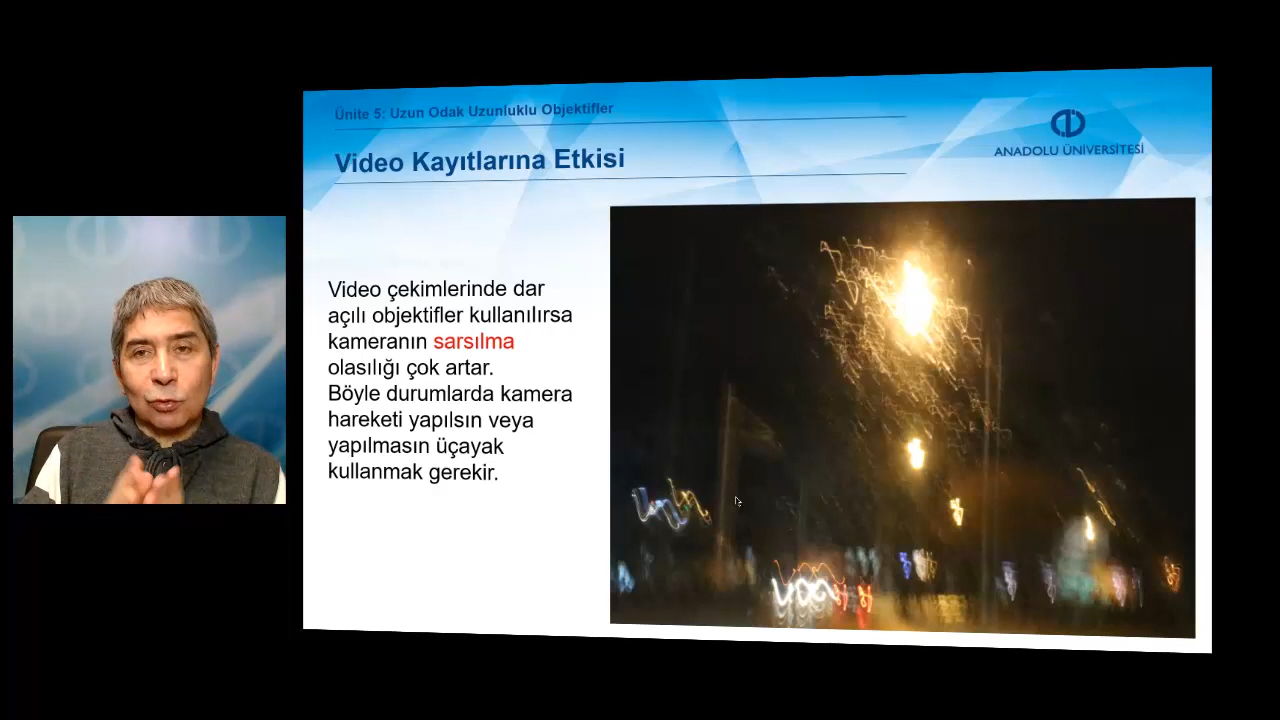 Ünite 5: Uzun Odak Uzunluklu Objektifler
Video Kayıtlarına Etkisi
ANADOLU ÜNİVERSİTESİ
Video çekimlerinde dar
açılı objektifler kullanılırsa
kameranın sarsılma
olasılığı çok artar.
Böyle durumlarda kamera
hareketi yapılsın veya
yapılmasın üçayak
kullanmak gerekir.